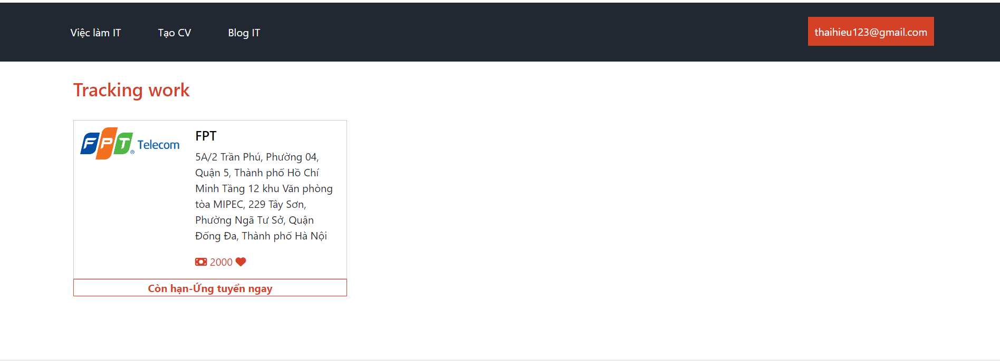 Việc làm IT
Tạo CV
Blog IT
thaihieu123@gmail.com
Tracking work
FPT® Telecom
FPT
5A/2 Trần Phú, Phường 04,
Quận 5, Thành phố Hồ Chí
Minh Tầng 12 khu Văn phòng
tòa MIPEC, 229 Tây Sơn,
Phường Ngã Tư Sở, Quận
Đống Đa, Thành phố Hà Nội
2000
Còn hạn-Ứng tuyển ngay